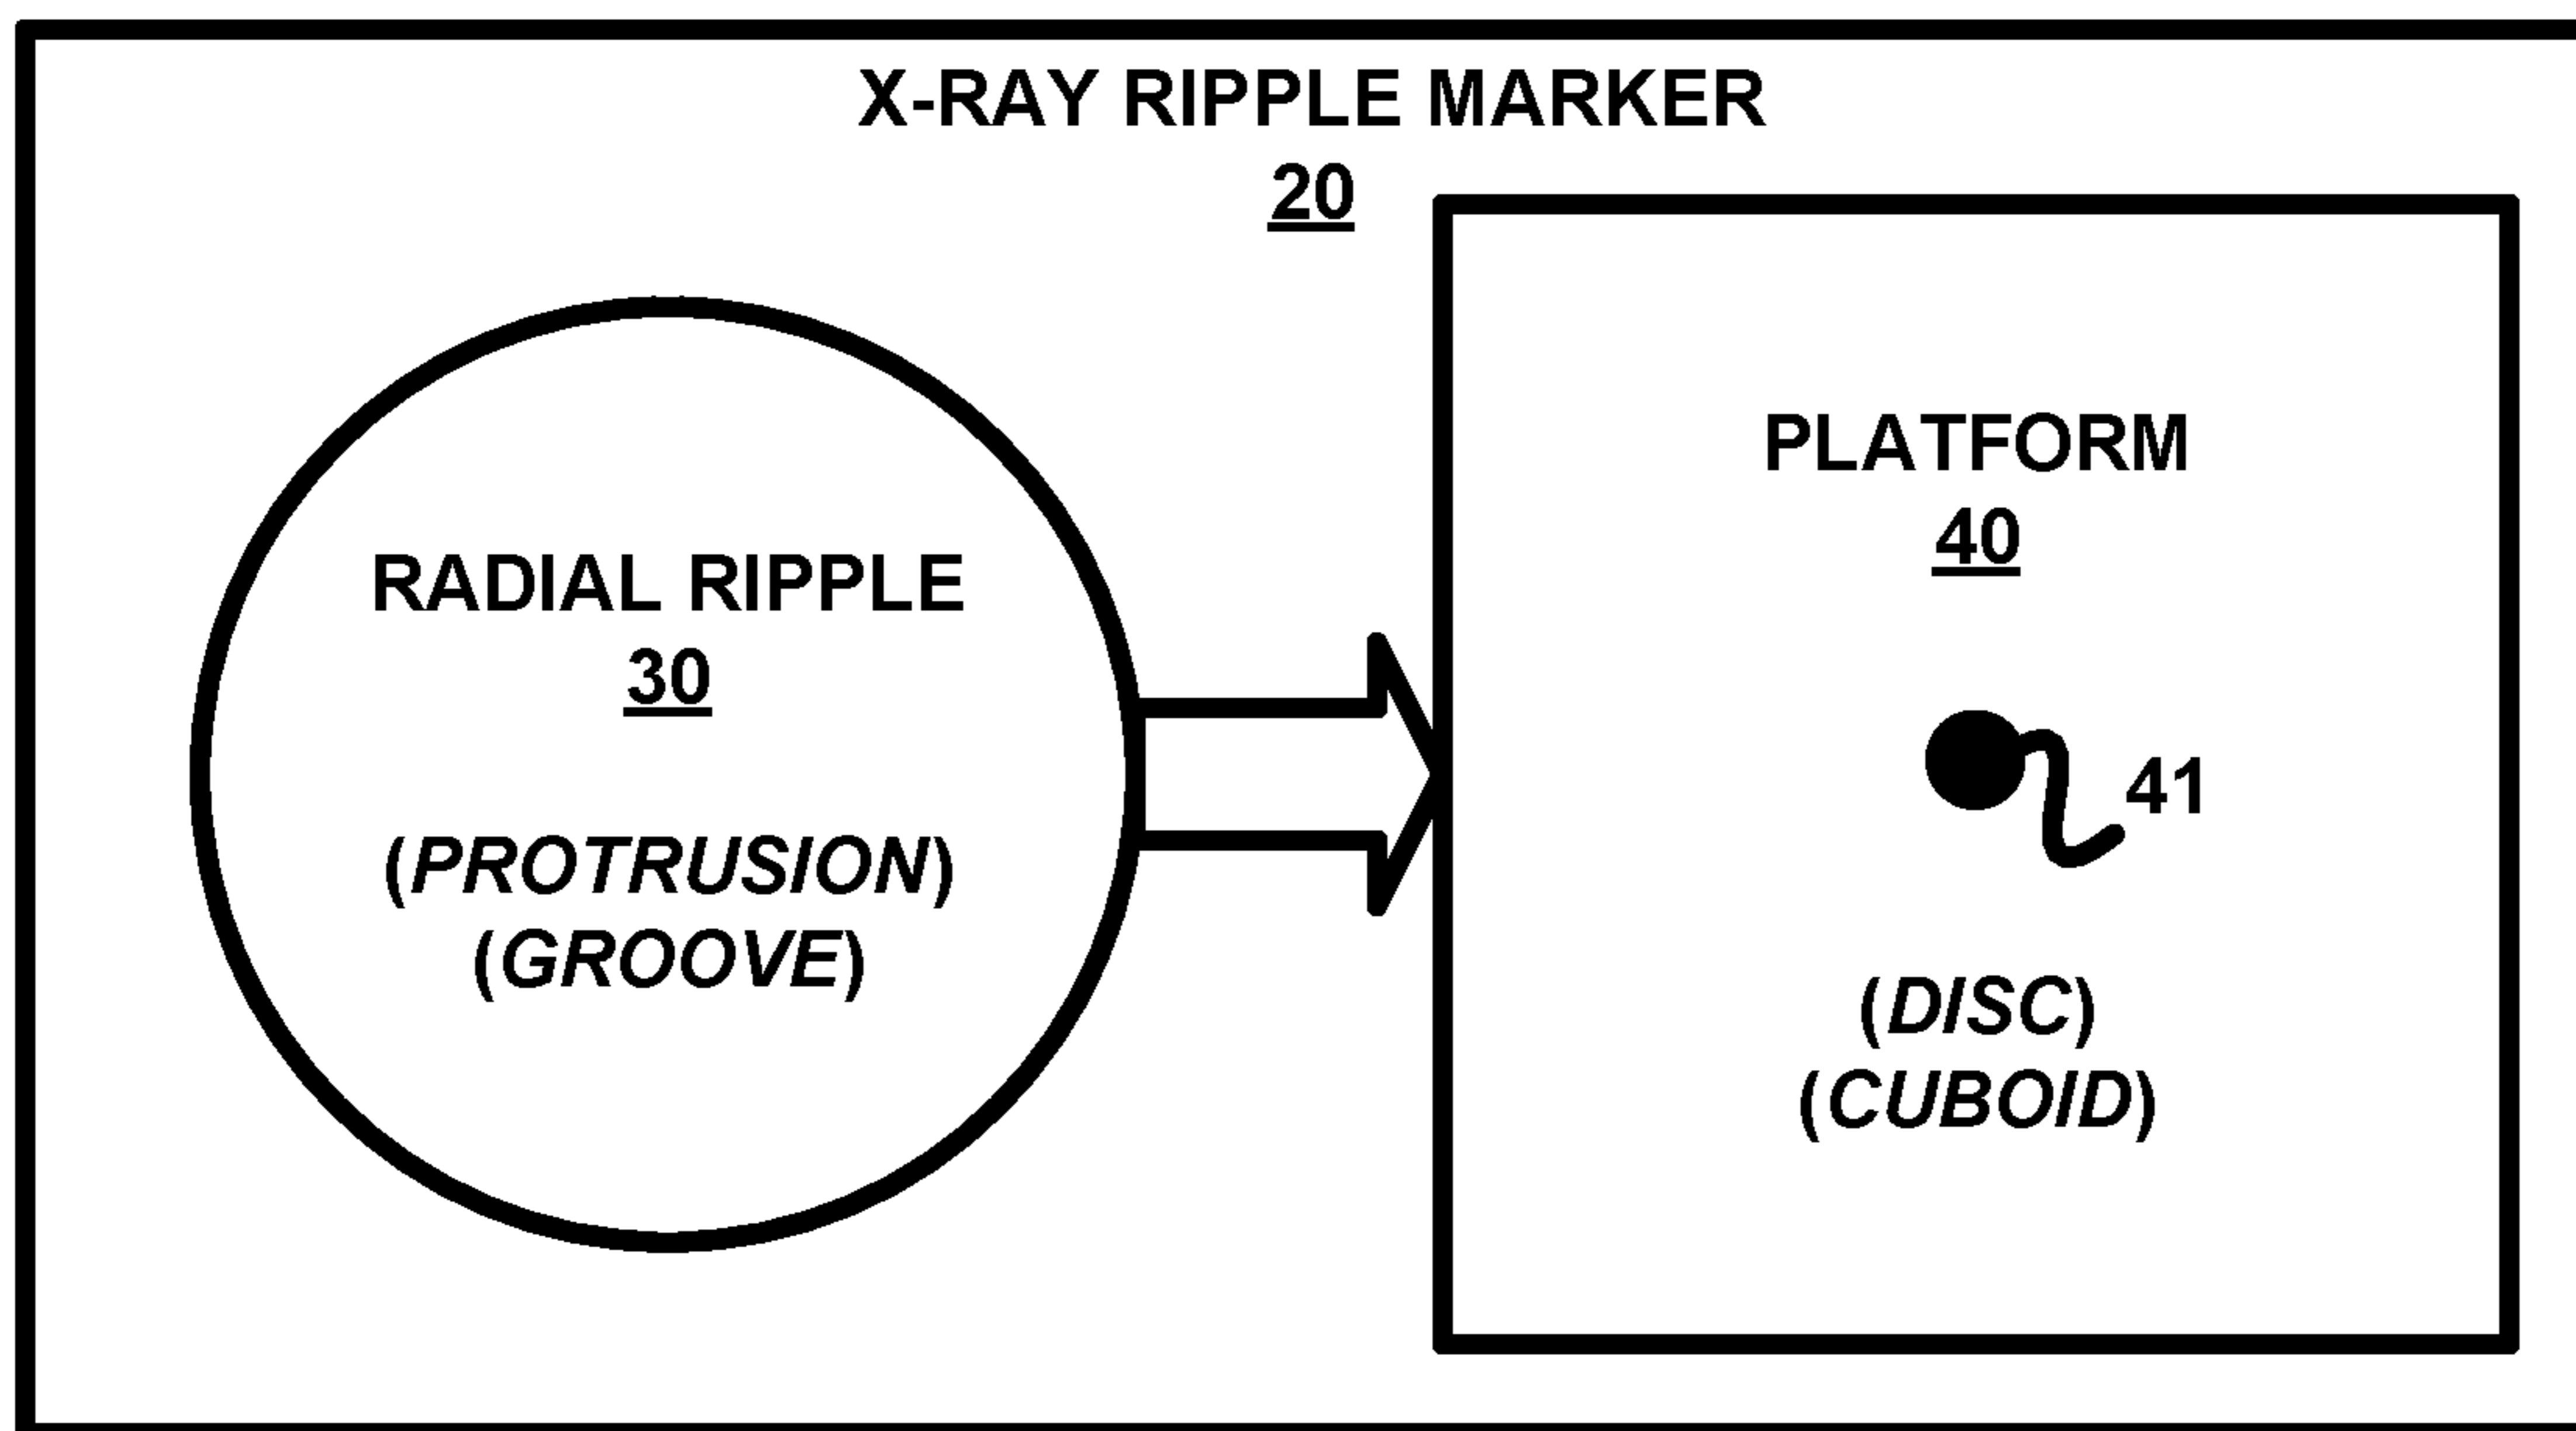 X-RAY RIPPLE MARKER
20
RADIAL RIPPLE
30
(PROTRUSION)
(GROOVE)
PLATFORM
40
41
(DISC)
(CUBOID)